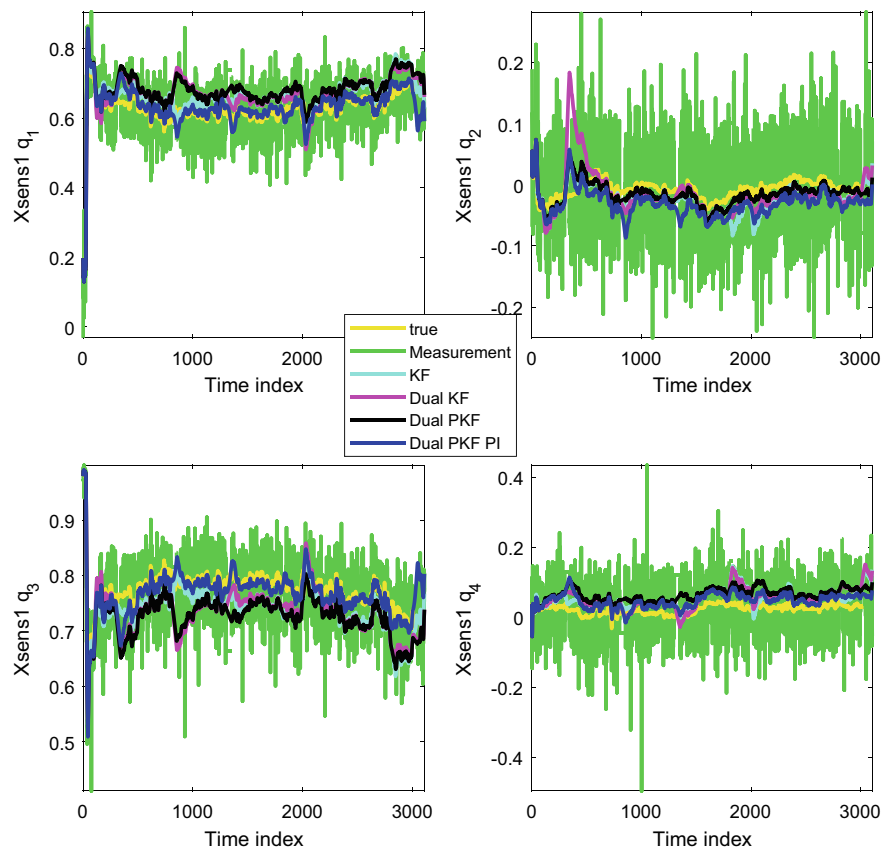 0.8
0.6
0.4
0.2
0
Xsens1 q1
0
1000
2000
Time index
0.2
0.1
0
-0.1
-0.2
Xsens1 q2
0
1000
2000
3000
Time index
true
Measurement
KF
Dual KF
Dual PKF
Dual PKF PI
0.9
0.8
0.7
0.6
0.5
Xsens1 q3
0
1000
2000
3000
Time index
0.4
0.2
0
-0.2
-0.4
Xsens1 q4
0
1000
2000
3000
Time index